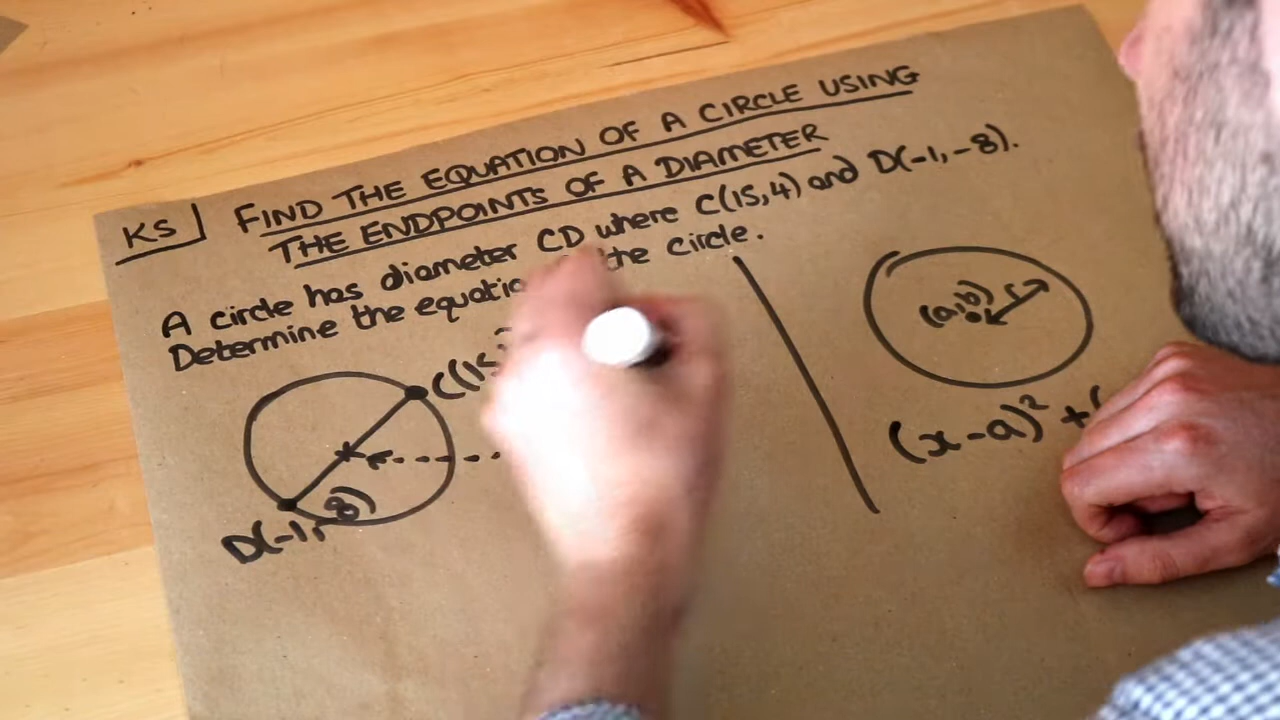 KS
FIND THE EQUATION OF A CIRCLE USING
THE ENDPOINTS OF A DIAMETER
A circle has diameter CD where C(15,4) and D(-1,-8).
Determine the the circle.
(a,b) r
D(-1,-8)
(x-a)² +